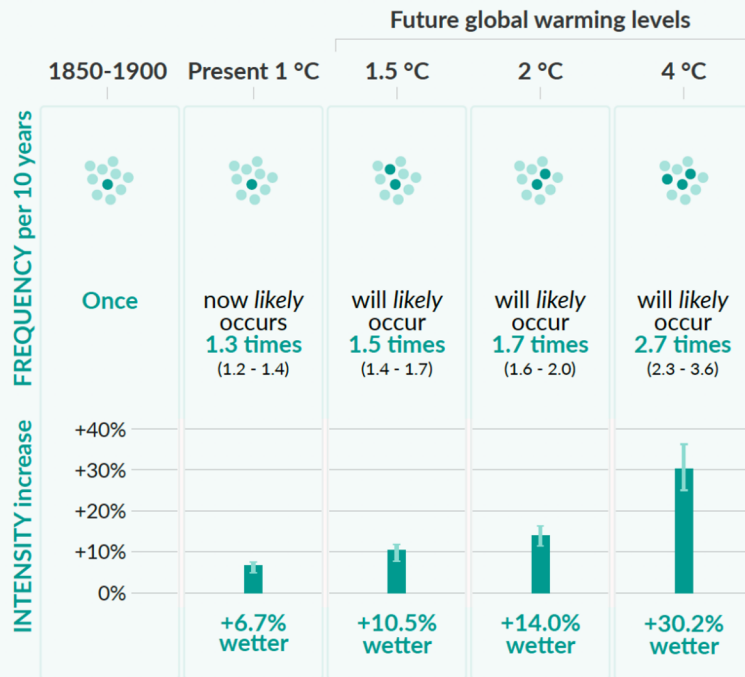 Future global warming levels
1850-1900
Present 1 °C
1.5 °C
2 °C
4 °C
FREQUENCY per 10 years
Once
now likely
occurs
1.3 times
(1.2 - 1.4)
will likely
occur
1.5 times
(1.4 - 1.7)
will likely
occur
1.7 times
(1.6 - 2.0)
will likely
occur
2.7 times
(2.3 - 3.6)
INTENSITY increase
+40%
+30%
+20%
+10%
0%
+6.7%
wetter
+10.5%
wetter
+14.0%
wetter
+30.2%
wetter